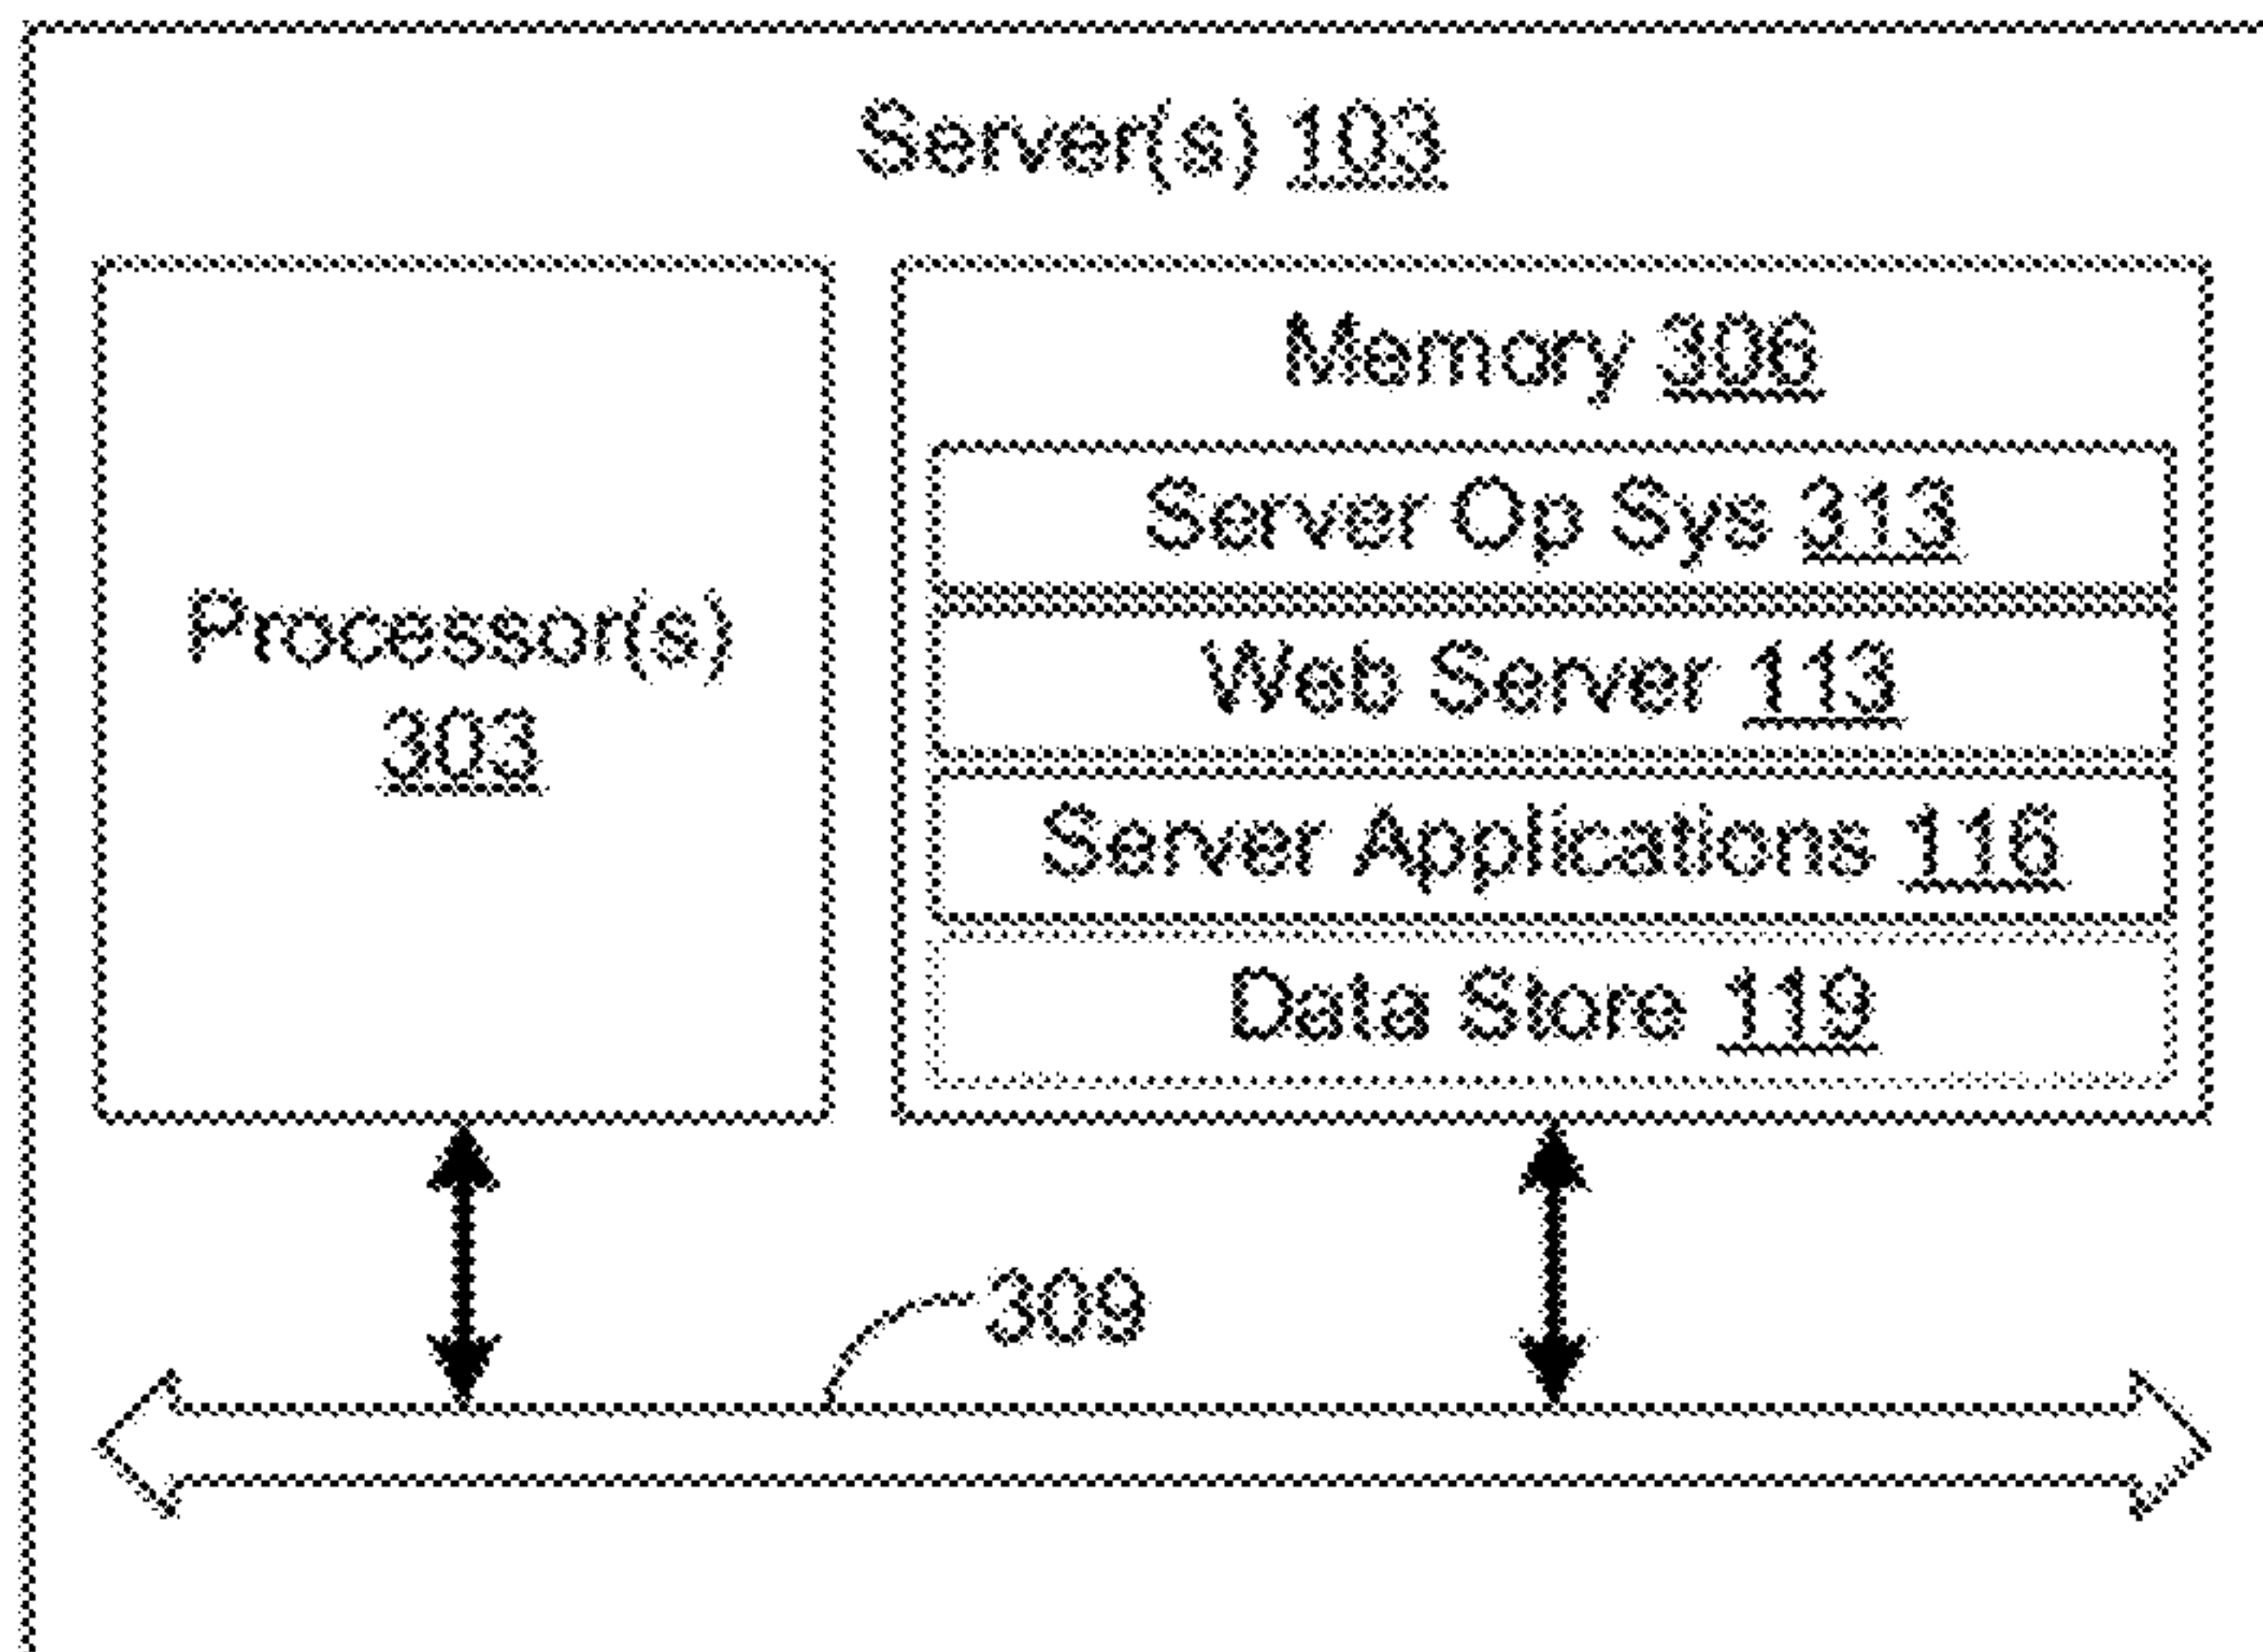 Server(s) 103
Processor(s)
303
Memory 306
Server Op Sys 313
Web Server 113
Server Applications 116
Data Store 119
309